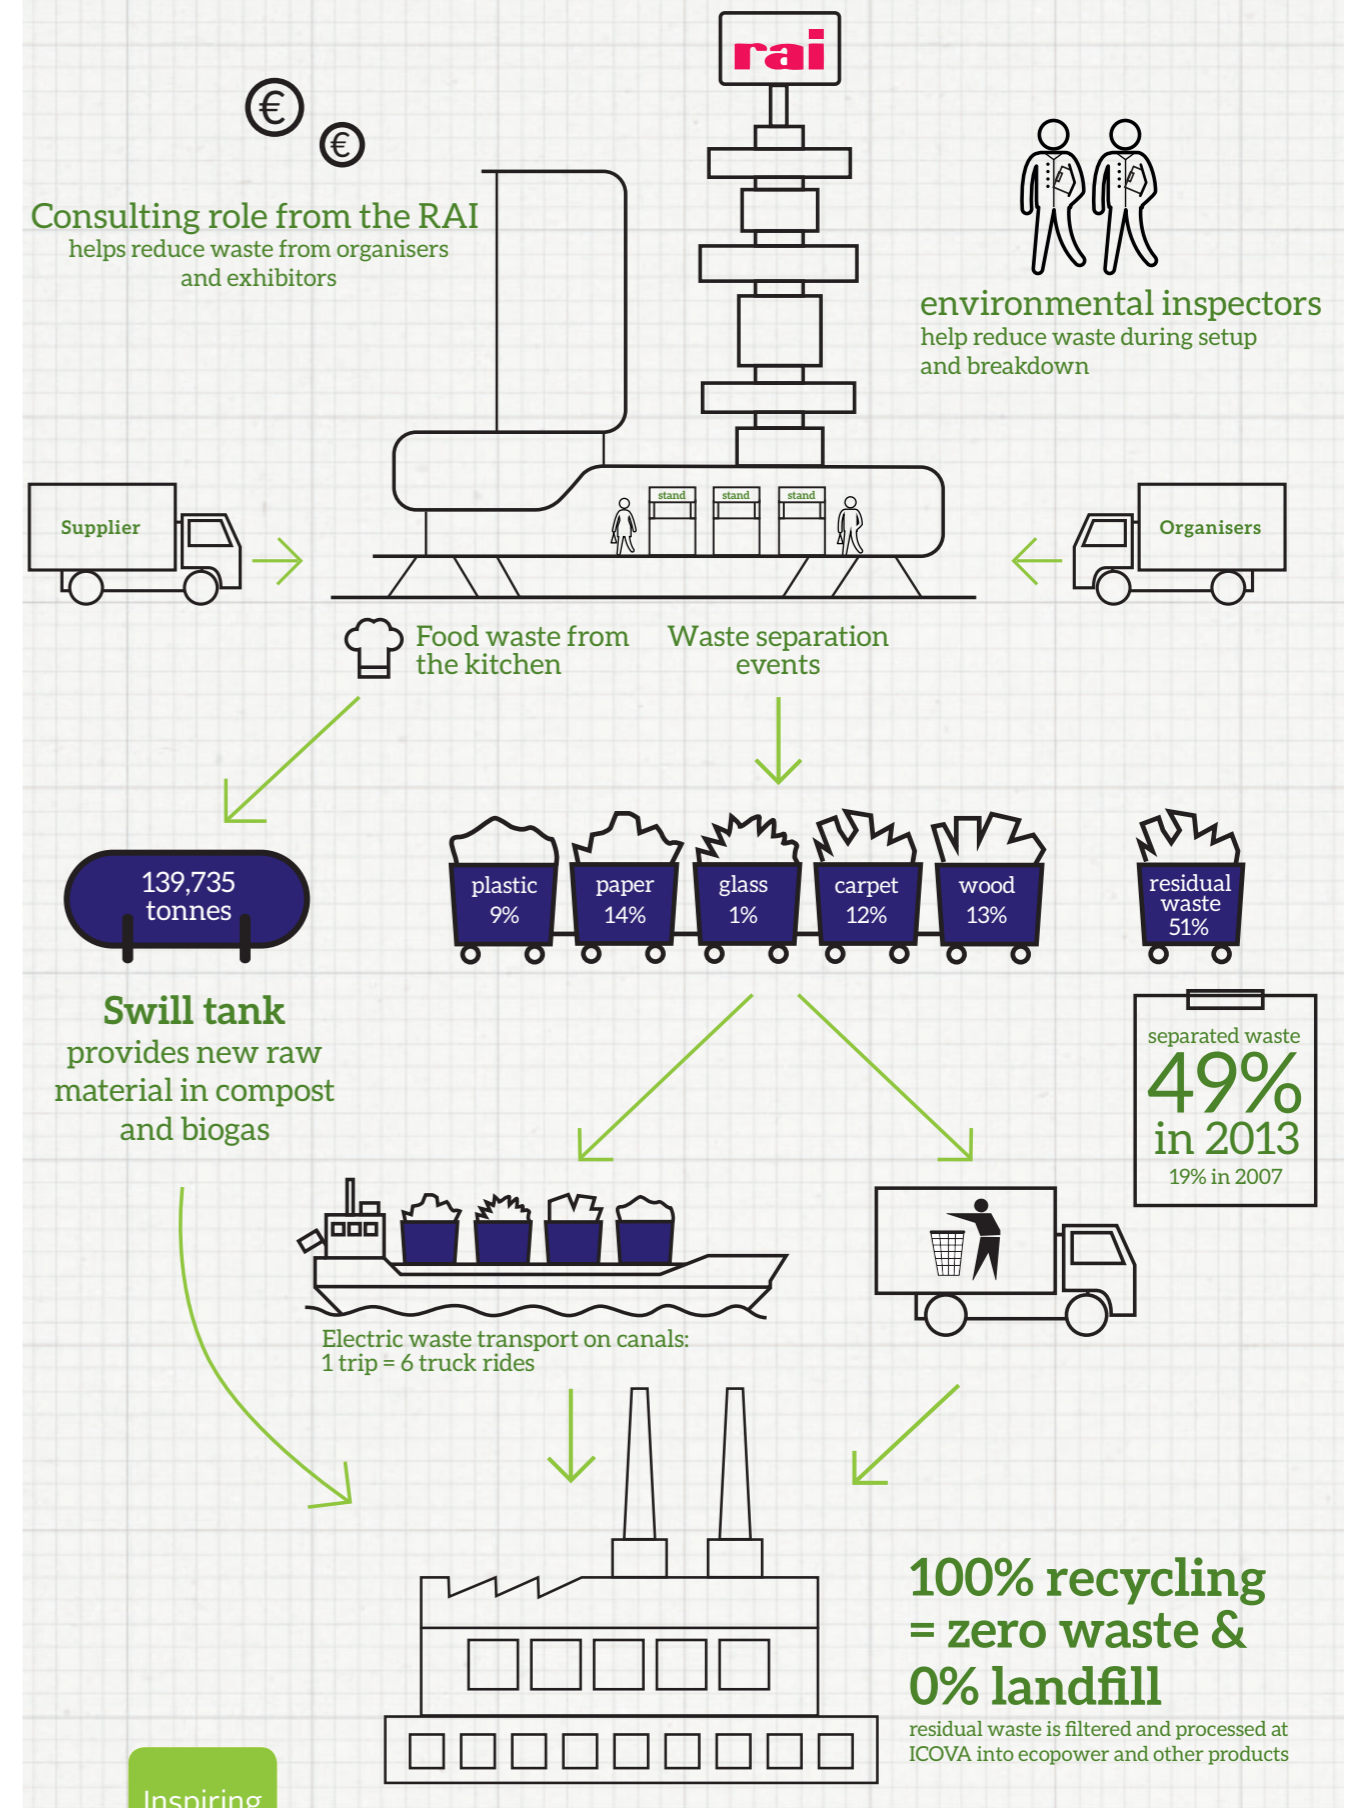 rai
€
€
Consulting role from the RAI
helps reduce waste from organisers
and exhibitors
environmental inspectors
help reduce waste during setup
and breakdown
Supplier
stand
stand
stand
Organisers
Food waste from
the kitchen
Waste separation
events
139,735
tonnes
plastic
9%
paper
14%
glass
1%
carpet
12%
wood
13%
residual
waste
51%
Swill tank
provides new raw
material in compost
and biogas
separated waste
49%
in 2013
19% in 2007
Electric waste transport on canals:
1 trip = 6 truck rides
100% recycling
= zero waste &
0% landfill
residual waste is filtered and processed at
ICOVA into ecopower and other products
Inspiring